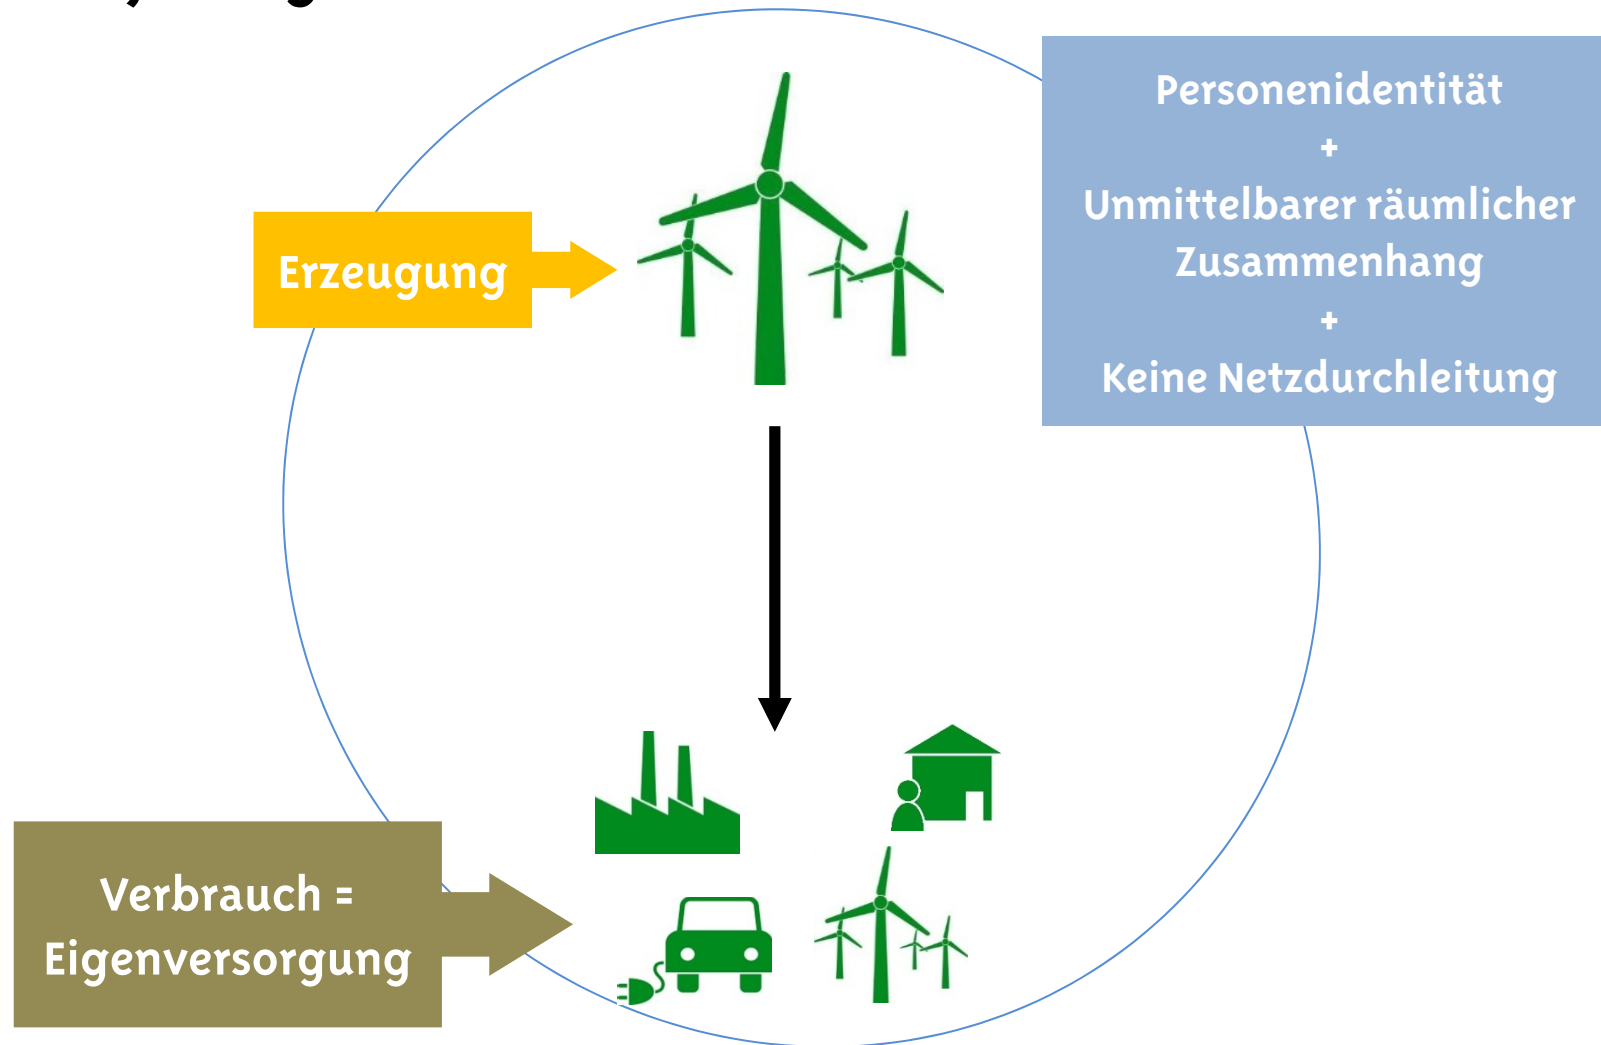 Erzeugung
Personenidentität
+
Unmittelbarer räumlicher
Zusammenhang
+
Keine Netzdurchleitung
Verbrauch =
Eigenversorgung